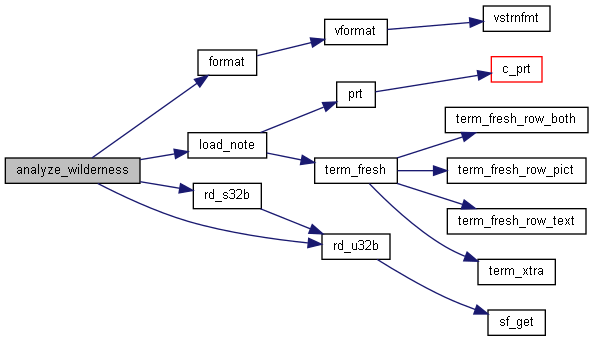 analyze_wilderness
format
vformat
vstrnfmt
load_note
prt
c_prt
term_fresh
term_fresh_row_both
term_fresh_row_pict
term_fresh_row_text
term_xtra
rd_s32b
rd_u32b
sf_get